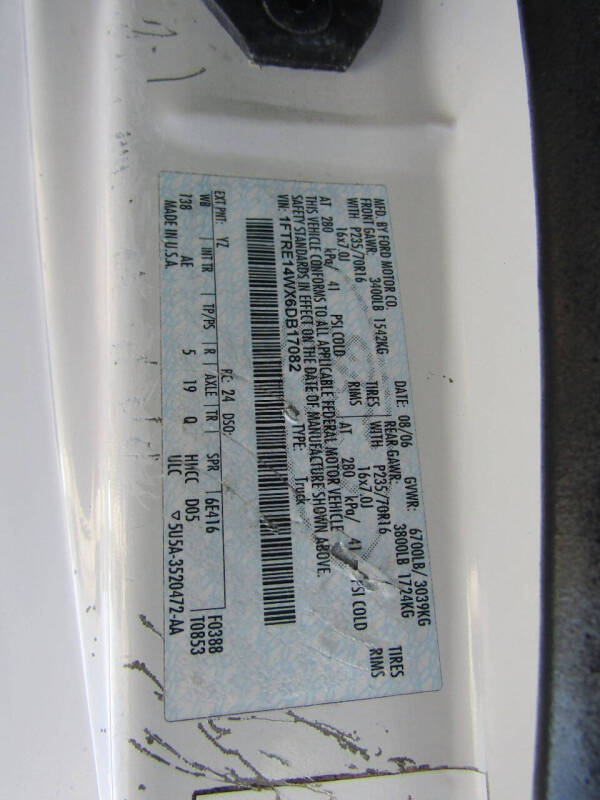 MFD. BY FORD MOTOR CO.
DATE: 08/06 GVWR: 6700LB/ 3039KG
FRONT GAWR: 3400LB 1542KG REAR GAWR: 3800LB 1724KG
WITH P235/70R16 TIRES WITH P235/70R16 TIRES
16x7.0J RIMS 16x7.0J RIMS
AT 280 kPa/ 41 PSI COLD AT 280 kPa/ 41 PSI COLD
THIS VEHICLE CONFORMS TO ALL APPLICABLE FEDERAL MOTOR VEHICLE
SAFETY STANDARDS IN EFFECT ON THE DATE OF MANUFACTURE SHOWN ABOVE.
VIN: 1FTRE14WX6DB17082
TYPE: Truck
F0388
T0853
EXT PNT: YZ RC: 24 DSO:
WB INT TR TP/PS R AXLE TR SPR 6E416
138 AE 5 19 Q HHCC D05
MADE IN U.S.A. ULC ▽5U5A-3520472-AA